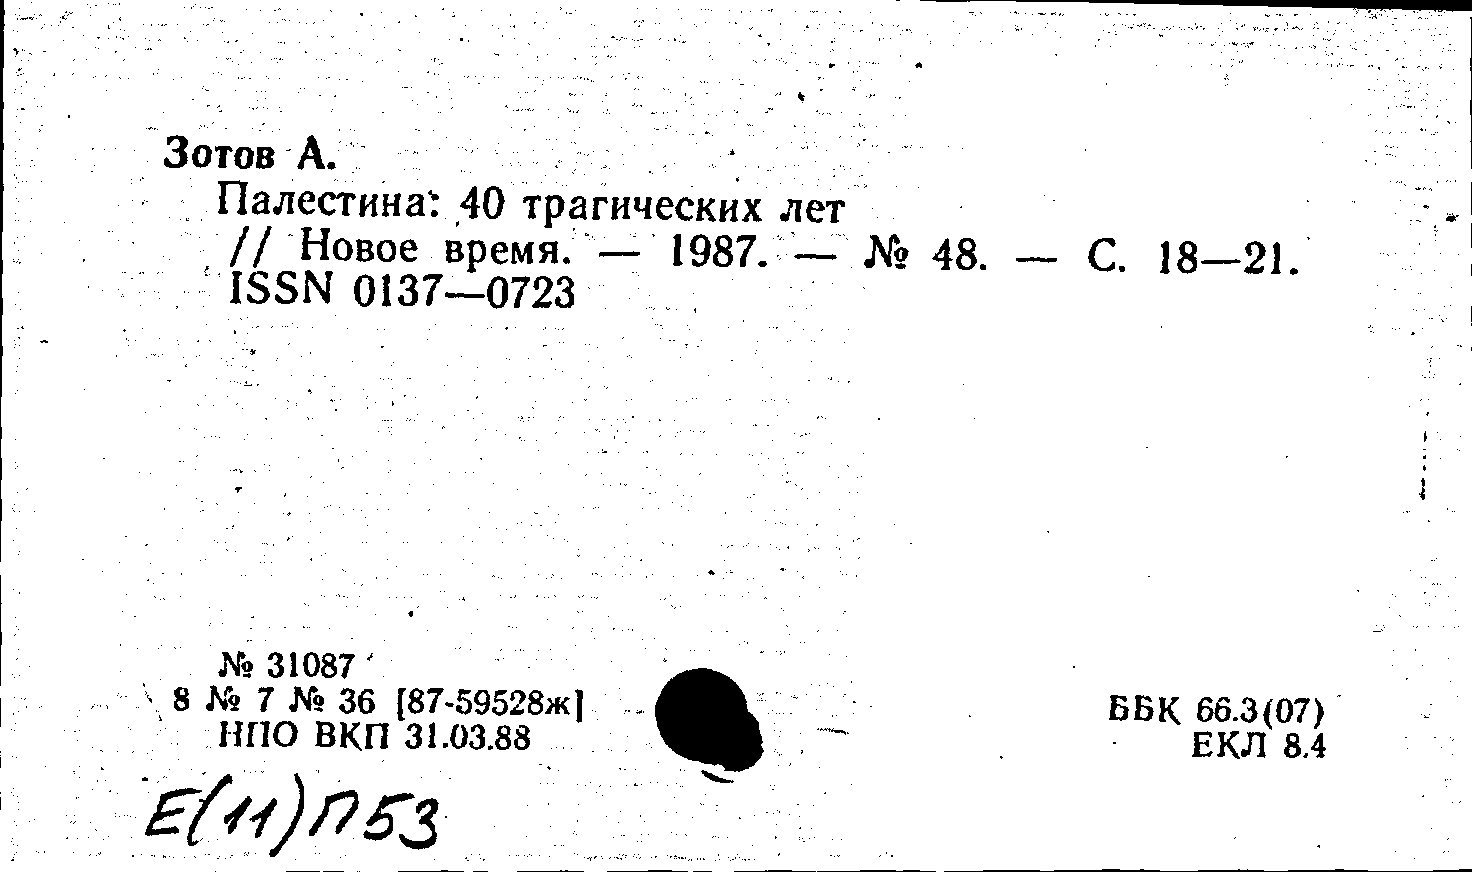 Зотов А.
Палестина: 40 трагических лет
// Новое время. — 1987. — № 48. — С. 18—21.
ISSN 0137—0723
№ 31087
8 № 7 № 36 [87-59528ж]
НПО ВКП 31.03.88
ББК 66.3(07)
ЕКЛ 8.4
Е(11)П53